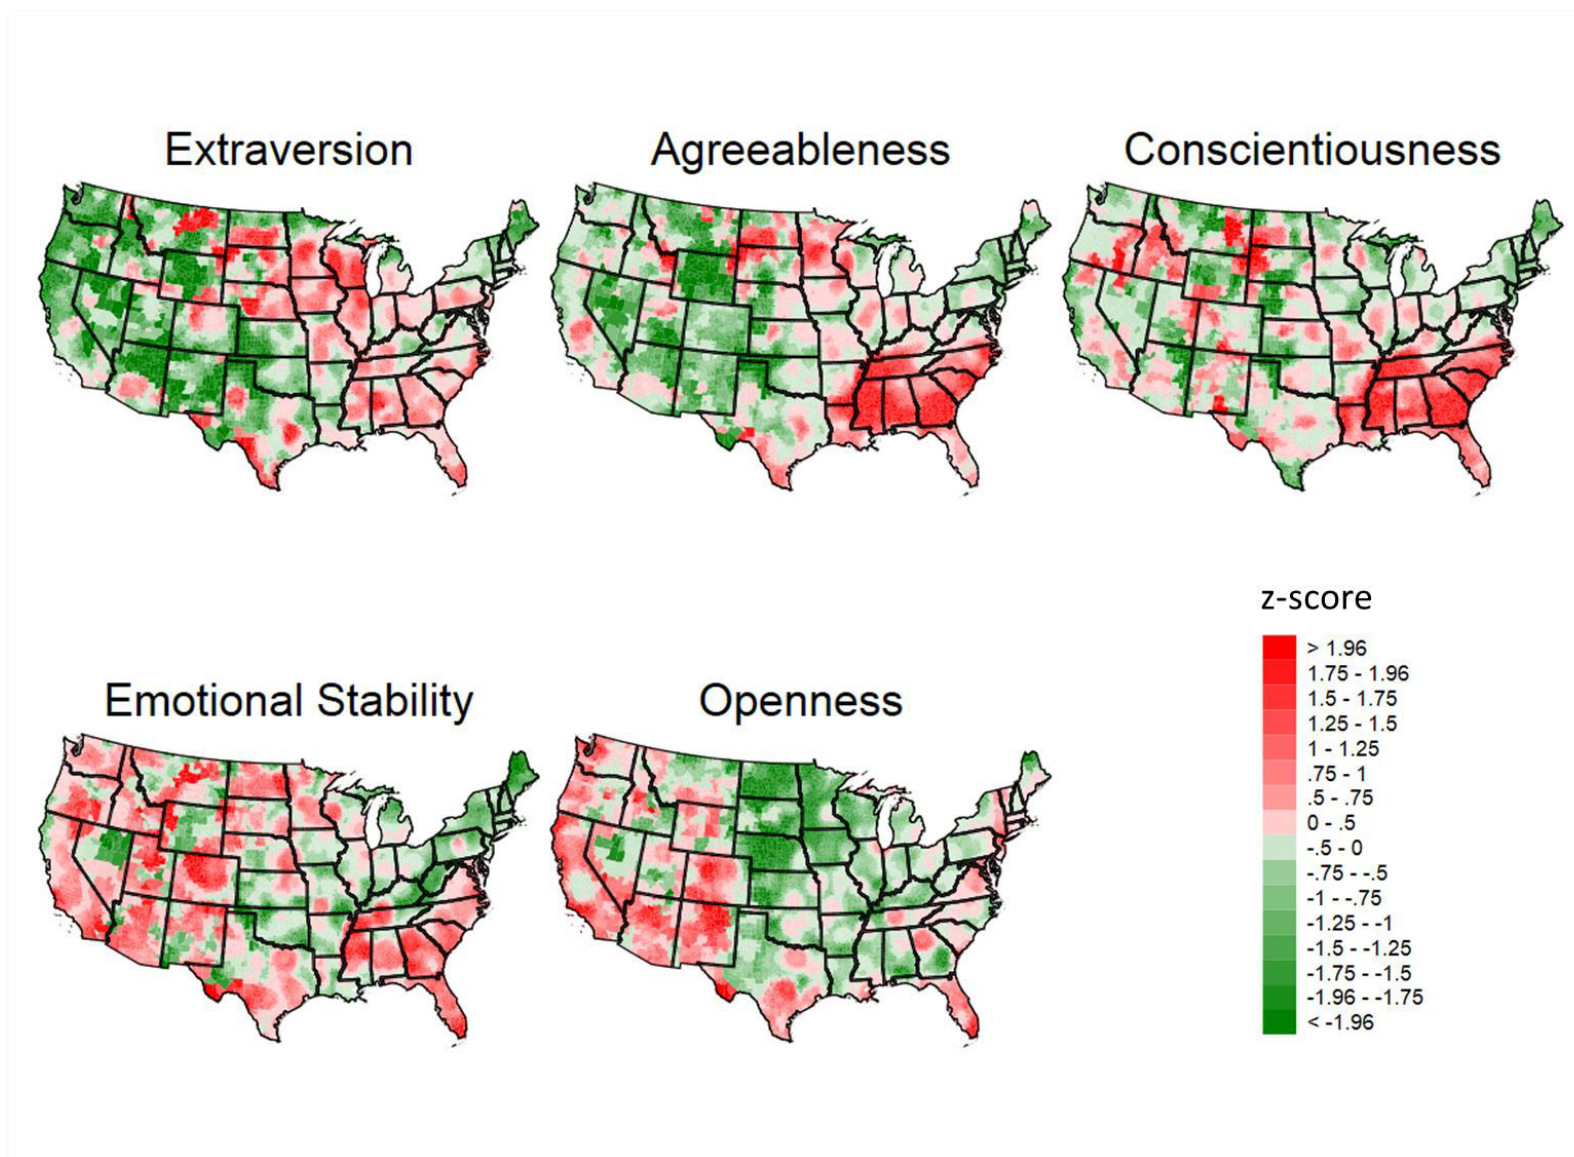 Extraversion
Agreeableness
Conscientiousness
Emotional Stability
Openness
z-score
> 1.96
1.75 - 1.96
1.5 - 1.75
1.25 - 1.5
1 - 1.25
.75 - 1
.5 - .75
0 - .5
-.5 - 0
-.75 - -.5
-1 - -.75
-1.25 - -1
-1.5 - -1.25
-1.75 - -1.5
-1.96 - -1.75
< -1.96